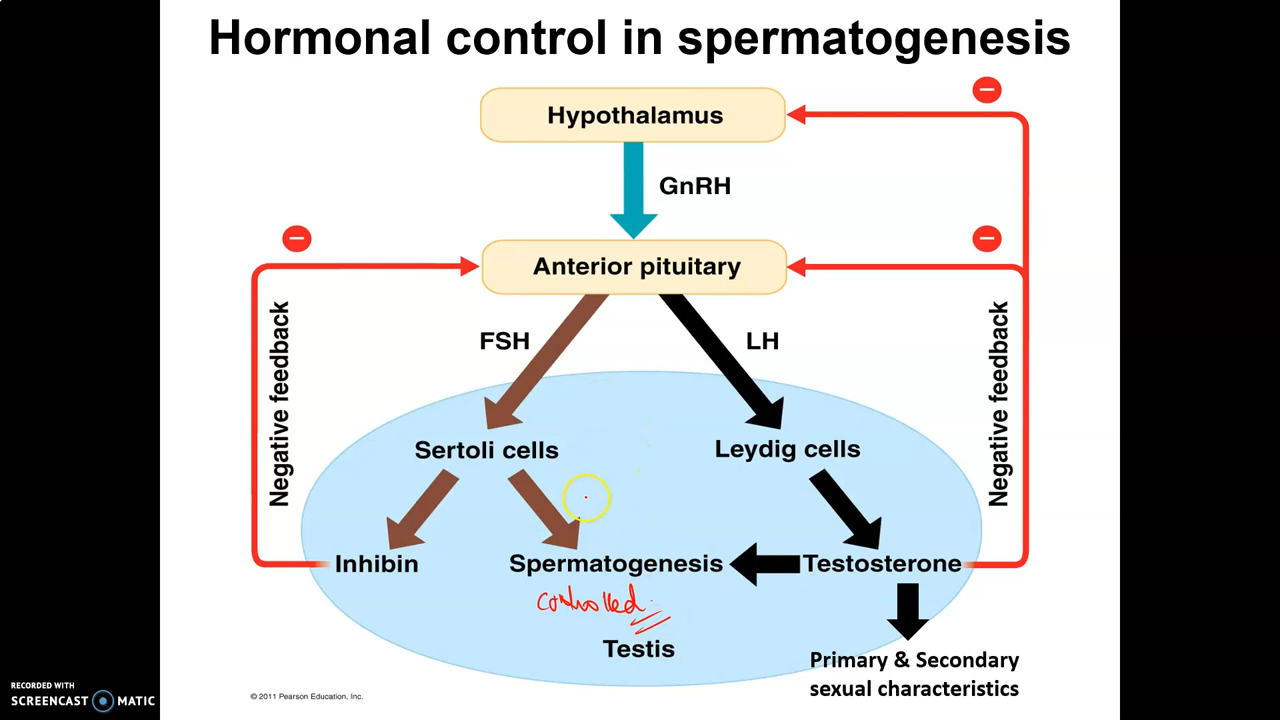 Hormonal control in spermatogenesis
−
Hypothalamus
GnRH
−
−
Anterior pituitary
FSH
LH
Negative feedback
Negative feedback
Sertoli cells
Leydig cells
Inhibin
Spermatogenesis
Testosterone
controlled
Testis
Primary & Secondary
sexual characteristics
RECORDED WITH
SCREENCAST MATIC
© 2011 Pearson Education, Inc.